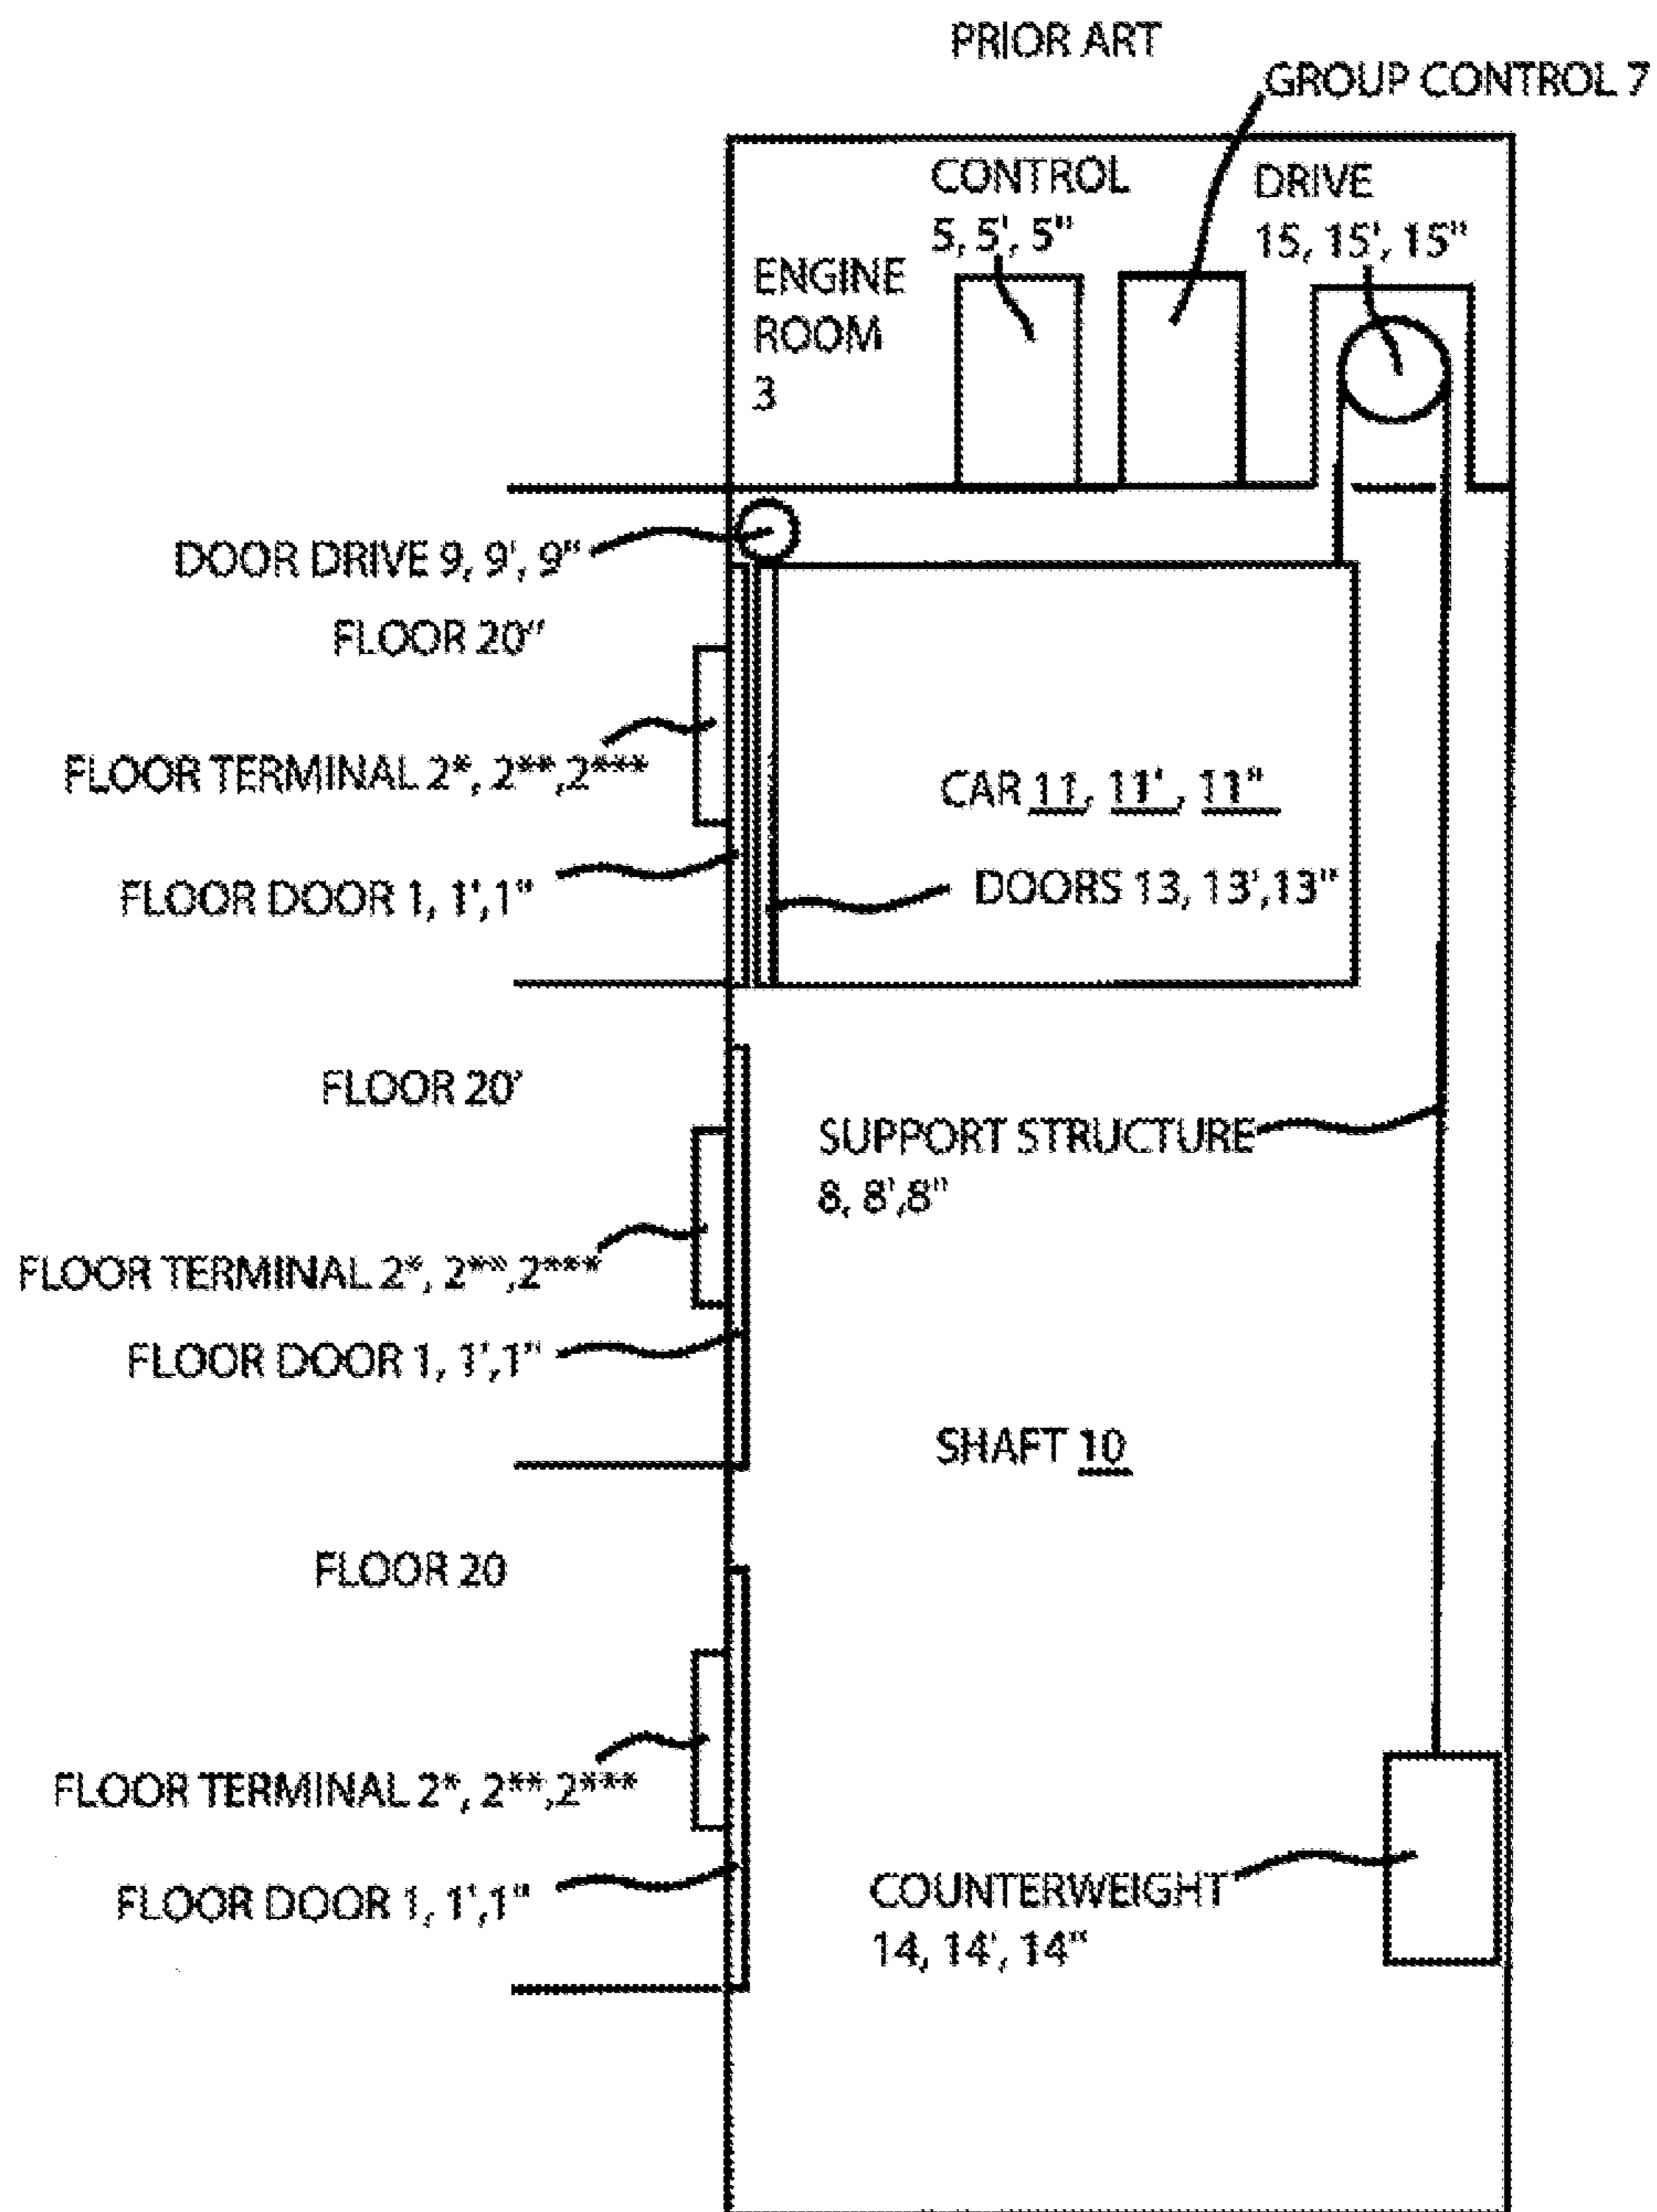 PRIOR ART
GROUP CONTROL 7
CONTROL
5, 5', 5"
DRIVE
15, 15', 15"
ENGINE
ROOM
3
DOOR DRIVE 9, 9', 9"
FLOOR 20"
FLOOR TERMINAL 2*, 2**,2***
CAR 11, 11', 11"
FLOOR DOOR 1, 1',1"
DOORS 13, 13',13"
FLOOR 20'
SUPPORT STRUCTURE
8, 8',8"
FLOOR TERMINAL 2*, 2**,2***
FLOOR DOOR 1, 1',1"
SHAFT 10
FLOOR 20
FLOOR TERMINAL 2*, 2**,2***
FLOOR DOOR 1, 1',1"
COUNTERWEIGHT
14, 14', 14"